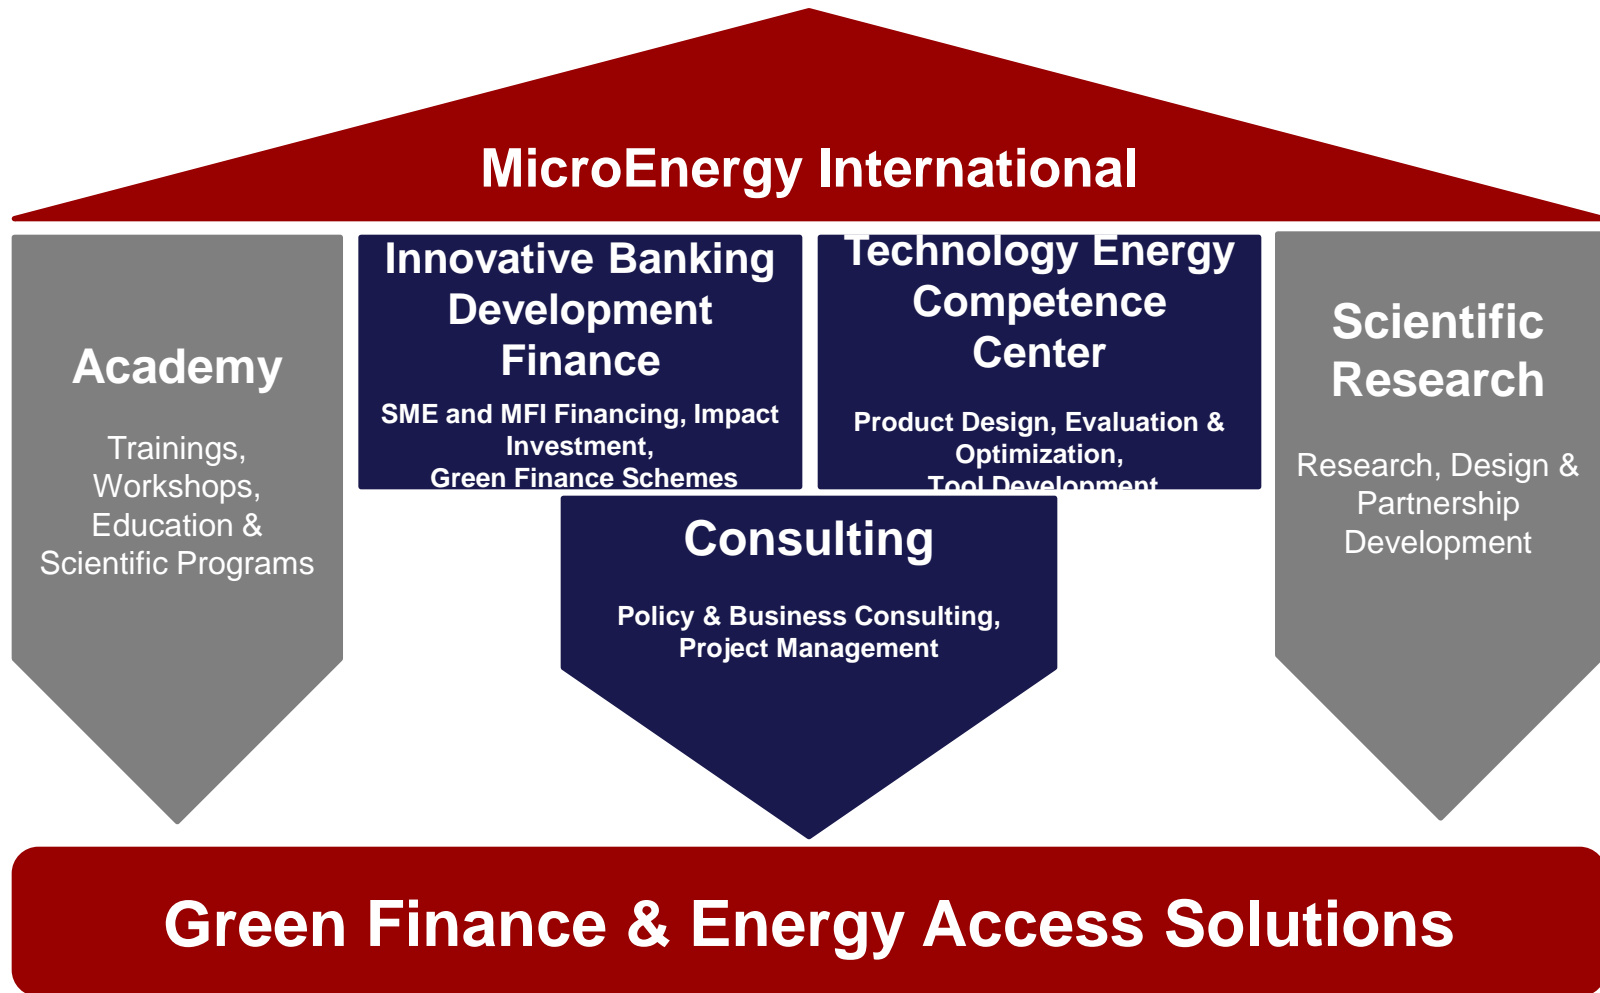 MicroEnergy International
Academy
Trainings,
Workshops,
Education &
Scientific Programs
Innovative Banking
Development
Finance
SME and MFI Financing, Impact
Investment,
Green Finance Schemes
Technology Energy
Competence
Center
Product Design, Evaluation &
Optimization,
Tool Development
Scientific
Research
Research, Design &
Partnership
Development
Consulting
Policy & Business Consulting,
Project Management
Green Finance & Energy Access Solutions